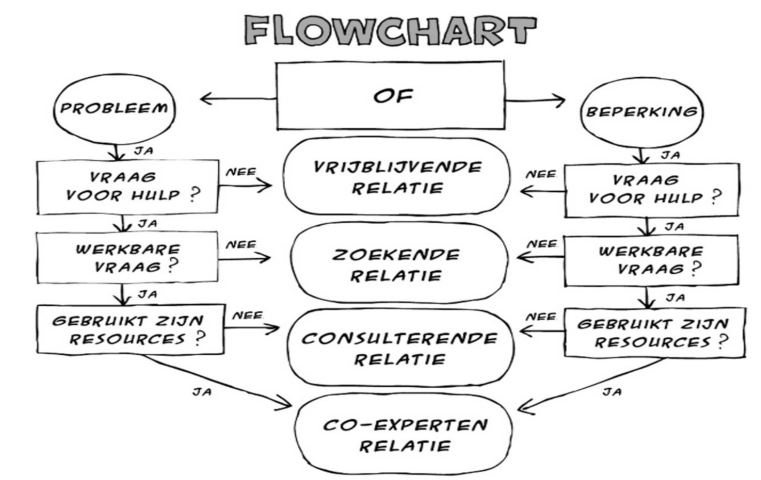 FLOWCHART
OF
PROBLEEM
BEPERKING
JA
JA
VRAAG
VOOR HULP ?
NEE
VRIJBLIJVENDE
RELATIE
NEE
VRAAG
VOOR HULP ?
JA
JA
WERKBARE
VRAAG ?
NEE
ZOEKENDE
RELATIE
NEE
WERKBARE
VRAAG ?
JA
JA
GEBRUIKT ZIJN
RESOURCES ?
NEE
CONSULTERENDE
RELATIE
NEE
GEBRUIKT ZIJN
RESOURCES ?
JA
JA
CO-EXPERTEN
RELATIE